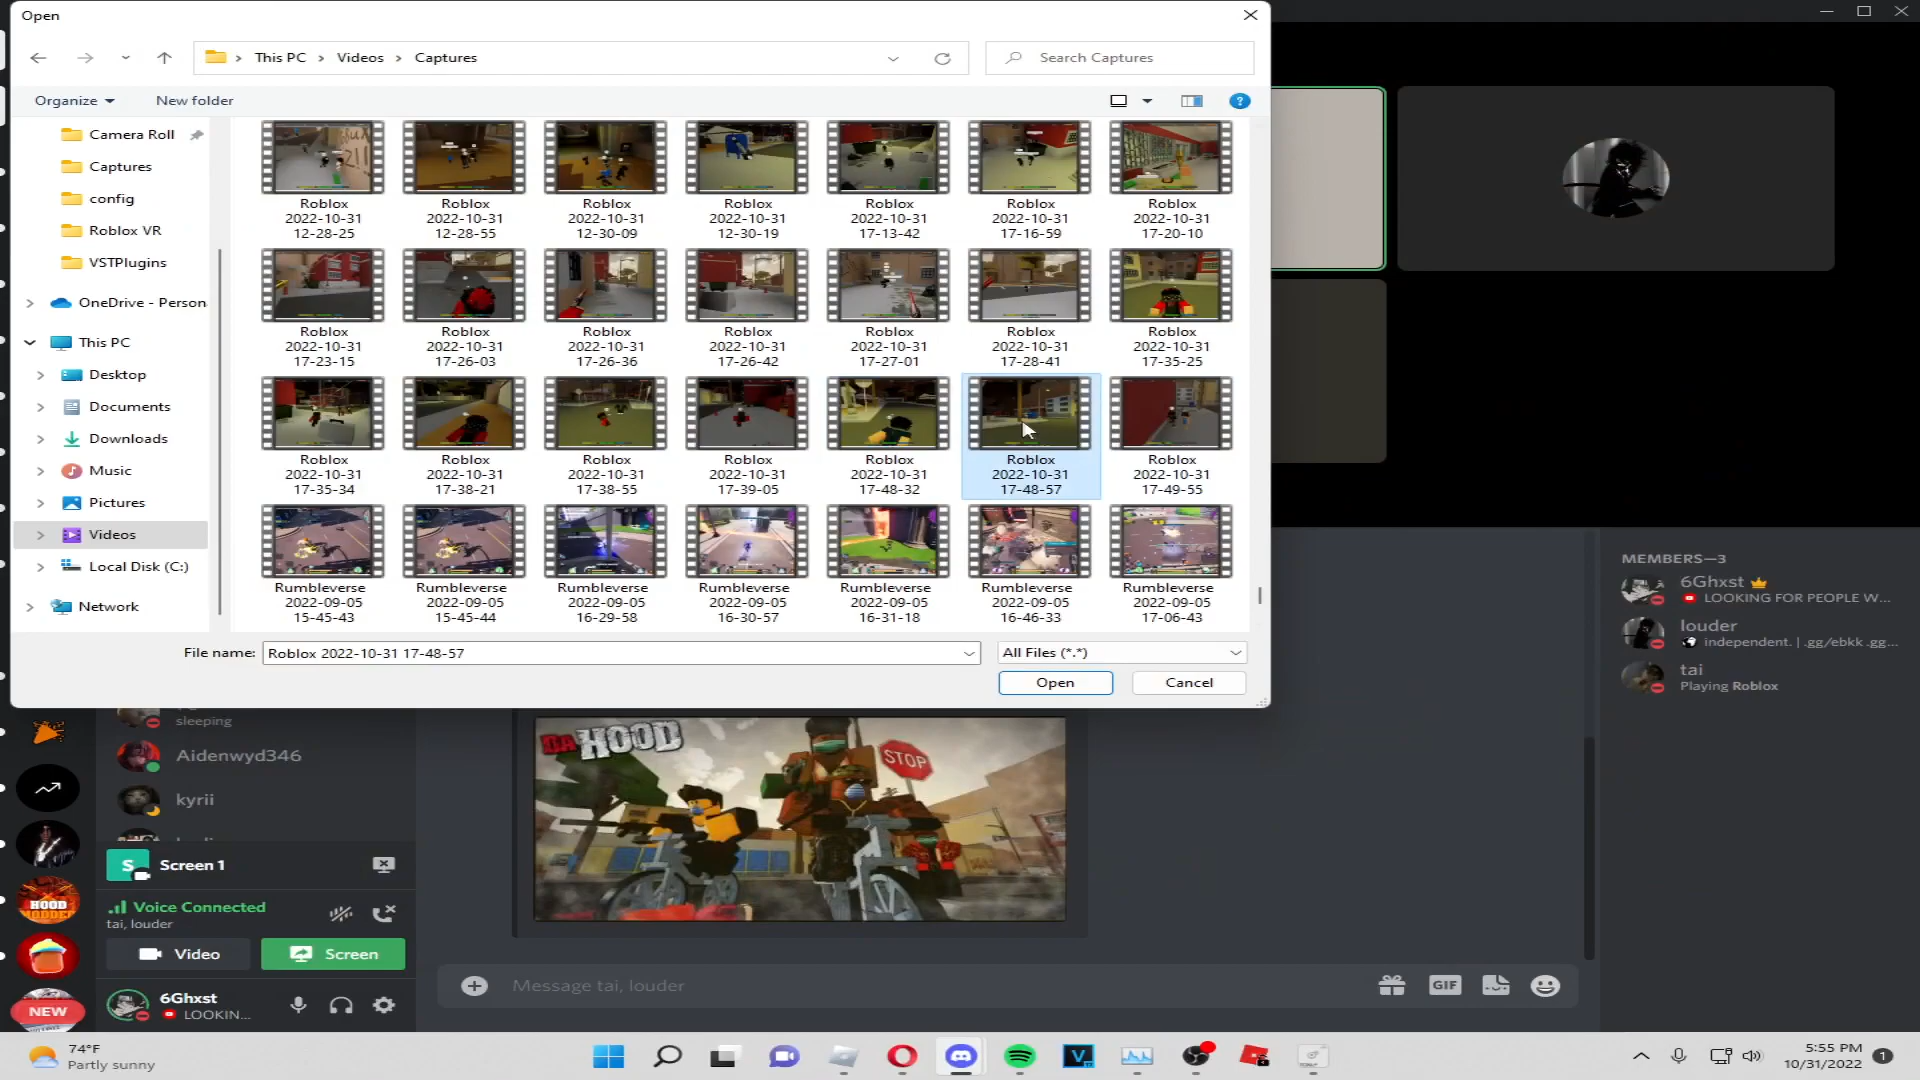 Open
This PC
Videos
Captures
Search Captures
Organize
New folder
Camera Roll
Captures
config
Roblox VR
VSTPlugins
OneDrive - Person
This PC
Desktop
Documents
Downloads
Music
Pictures
Videos
Local Disk (C:)
Network
Roblox
2022-10-31
12-28-25
Roblox
2022-10-31
12-28-55
Roblox
2022-10-31
12-30-09
Roblox
2022-10-31
12-30-19
Roblox
2022-10-31
17-13-42
Roblox
2022-10-31
17-16-59
Roblox
2022-10-31
17-20-10
Roblox
2022-10-31
17-23-15
Roblox
2022-10-31
17-26-03
Roblox
2022-10-31
17-26-36
Roblox
2022-10-31
17-26-42
Roblox
2022-10-31
17-27-01
Roblox
2022-10-31
17-28-41
Roblox
2022-10-31
17-35-25
Roblox
2022-10-31
17-35-34
Roblox
2022-10-31
17-38-21
Roblox
2022-10-31
17-38-55
Roblox
2022-10-31
17-39-05
Roblox
2022-10-31
17-48-32
Roblox
2022-10-31
17-48-57
Roblox
2022-10-31
17-49-55
Rumbleverse
2022-09-05
15-45-43
Rumbleverse
2022-09-05
15-45-44
Rumbleverse
2022-09-05
16-29-58
Rumbleverse
2022-09-05
16-30-57
Rumbleverse
2022-09-05
16-31-18
Rumbleverse
2022-09-05
16-46-33
Rumbleverse
2022-09-05
17-06-43
File name:
Roblox 2022-10-31 17-48-57
All Files (*.*)
Open
Cancel
MEMBERS—3
6Ghxst
LOOKING FOR PEOPLE W...
louder
independent. | .gg/ebkk .gg...
tai
Playing Roblox
sleeping
Aidenwyd346
kyrii
S
Screen 1
Voice Connected
tai, louder
Video
Screen
6Ghxst
LOOKIN...
HOOD
MODDED
NEW
DA HOOD
STOP
Message tai, louder
GIF
74°F
Partly sunny
V
5:55 PM
10/31/2022
1